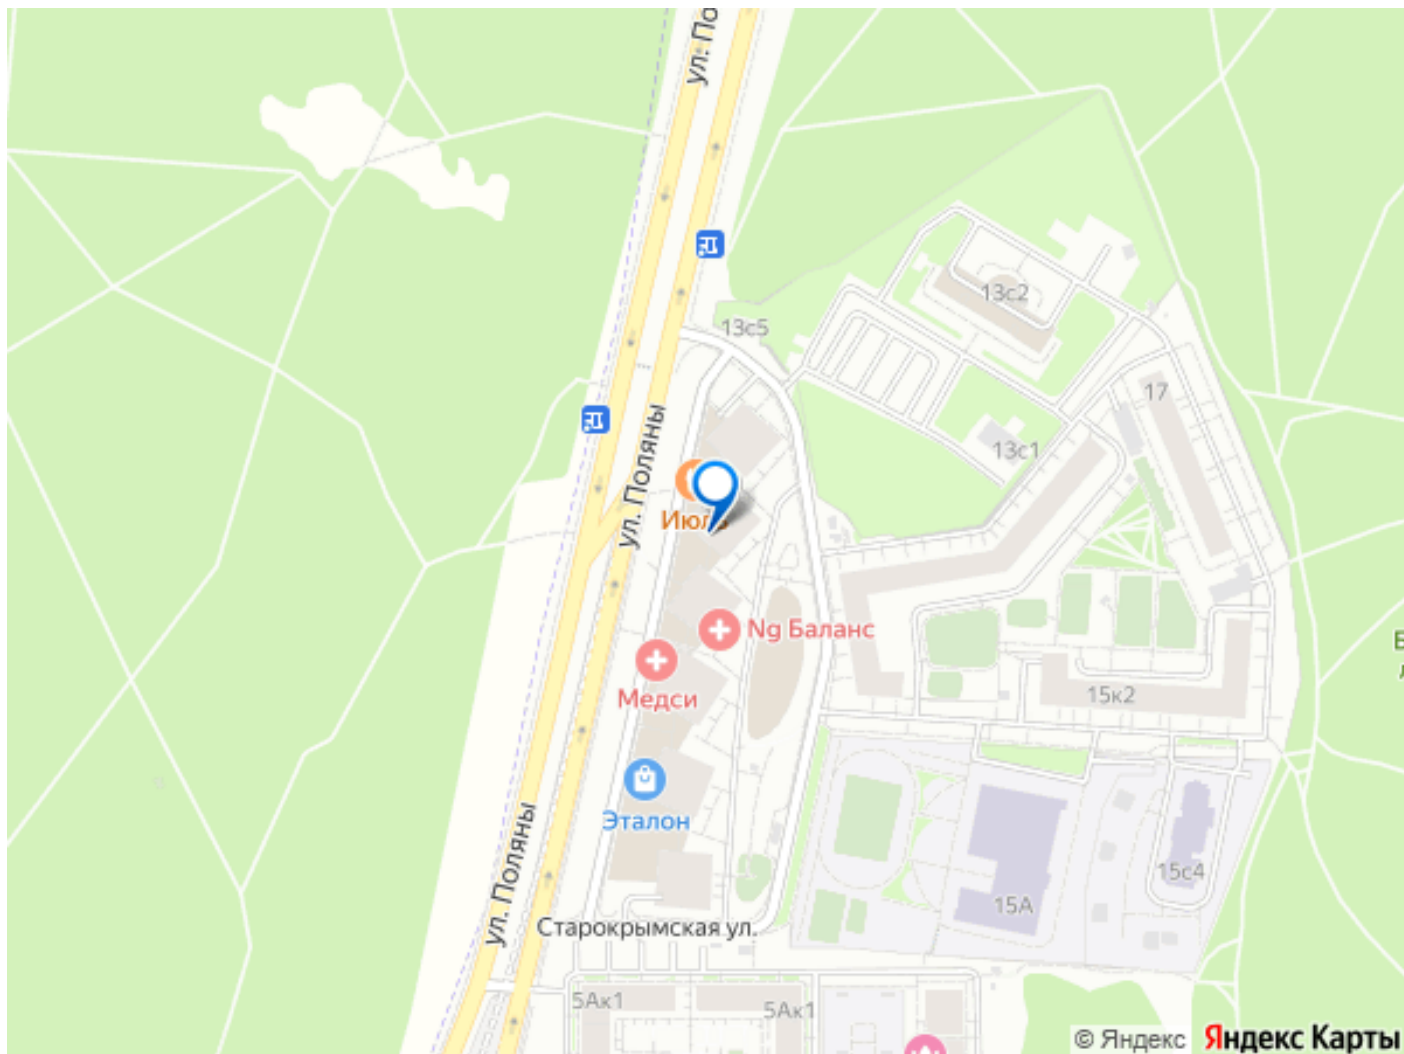 ул. По
13с2
13с5
17
ул. Поляны
13с1
Июль
Ng Баланс
Медси
15к2
Эталон
ул. Поляны
15с4
15А
Старокрымская ул.
5Ак1
5Ак1
© Яндекс Яндекс Карты